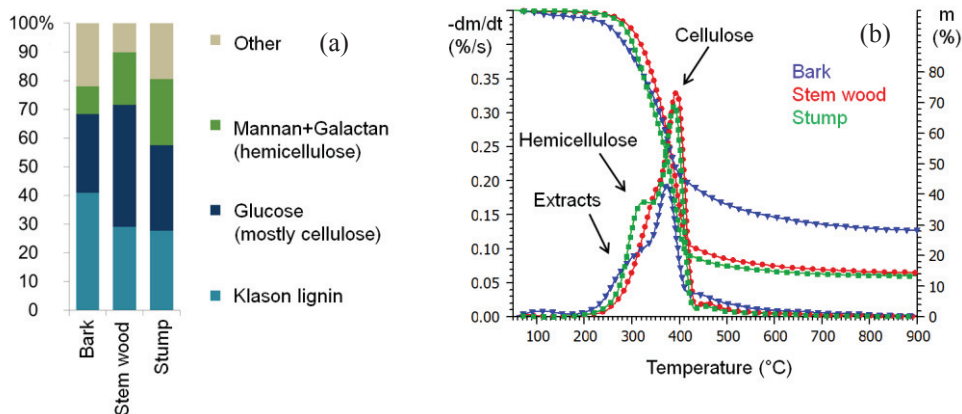 100%
90
80
70
60
50
40
30
20
10
0
Bark
Stem wood
Stump
(a)
Other
Mannan+Galactan
(hemicellulose)
Glucose
(mostly cellulose)
Klason lignin
-dm/dt
(%/s)
0.35
0.30
0.25
0.20
0.15
0.10
0.05
0.00
Cellulose
(b)
m
(%)
Bark
Stem wood
Stump
Hemicellulose
Extracts
80
70
60
50
40
30
20
10
0
100 200 300 400 500 600 700 800 900
Temperature (°C)